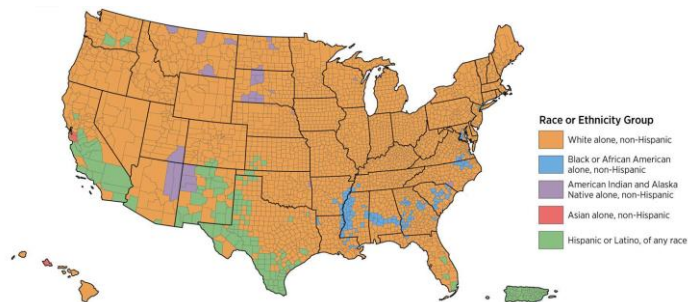 Race or Ethnicity Group
White alone, non-Hispanic
Black or African American
alone, non-Hispanic
American Indian and Alaska
Native alone, non-Hispanic
Asian alone, non-Hispanic
Hispanic or Latino, of any race